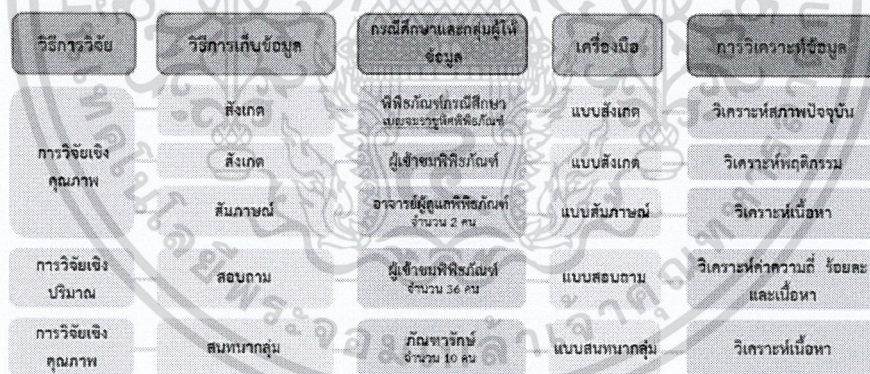 วิธีการวิจัย
วิธีการเก็บข้อมูล
กรณีศึกษาและกลุ่มผู้ให้
ข้อมูล
เครื่องมือ
การวิเคราะห์ข้อมูล
การวิจัยเชิง
คุณภาพ
สังเกต
พิพิธภัณฑ์กรณีศึกษา
เบญจมราชูทิศพิพิธภัณฑ์
แบบสังเกต
วิเคราะห์สภาพปัจจุบัน
สังเกต
ผู้เข้าชมพิพิธภัณฑ์
แบบสังเกต
วิเคราะห์พฤติกรรม
สัมภาษณ์
อาจารย์ผู้ดูแลพิพิธภัณฑ์
จำนวน 2 คน
แบบสัมภาษณ์
วิเคราะห์เนื้อหา
การวิจัยเชิง
ปริมาณ
สอบถาม
ผู้เข้าชมพิพิธภัณฑ์
จำนวน 36 คน
แบบสอบถาม
วิเคราะห์ค่าความถี่ ร้อยละ
และเนื้อหา
การวิจัยเชิง
คุณภาพ
สนทนากลุ่ม
ภัณฑารักษ์
จำนวน 10 คน
แบบสนทนากลุ่ม
วิเคราะห์เนื้อหา